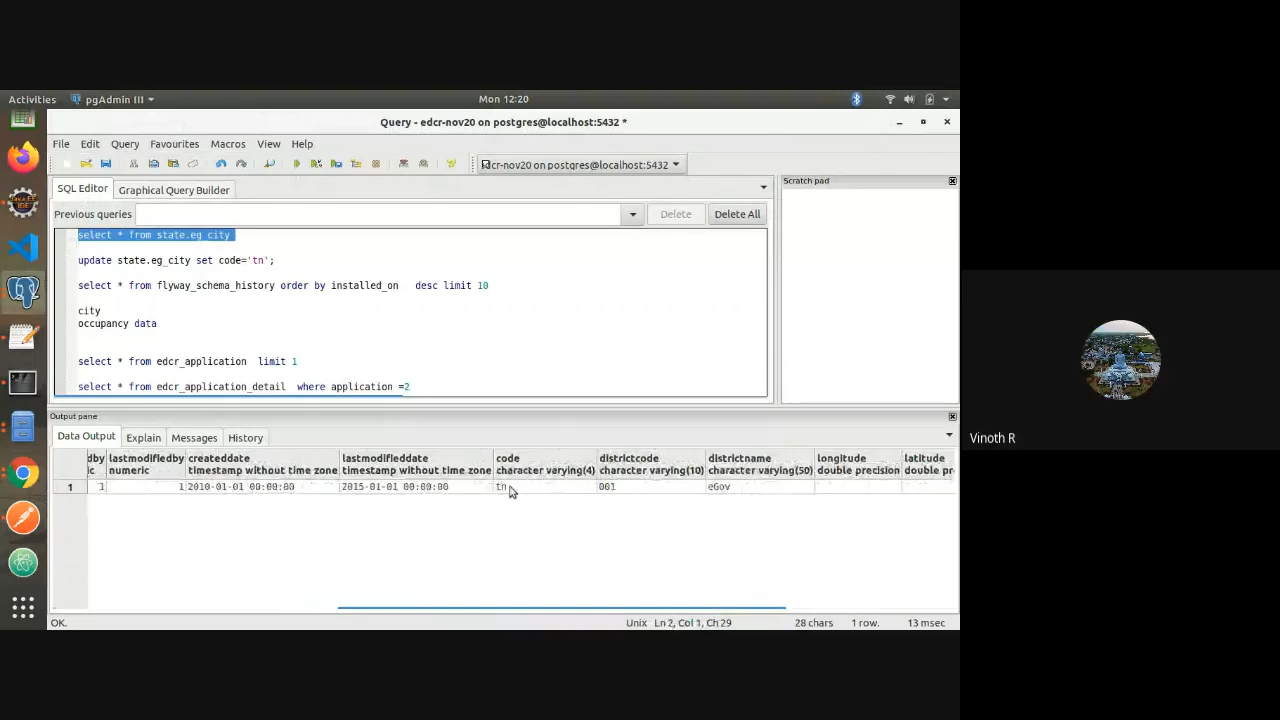 Activities pgAdmin III Mon 12:20
Query - edcr-nov20 on postgres@localhost:5432 *
File Edit Query Favourites Macros View Help
dcr-nov20 on postgres@localhost:5432
SQL Editor Graphical Query Builder
Scratch pad
Previous queries Delete Delete All
select * from state.eg_city
update state.eg_city set code='tn';
select * from flyway_schema_history order by installed_on desc limit 10
city
occupancy data
select * from edcr_application limit 1
select * from edcr_application_detail where application =2
Output pane
Data Output Explain Messages History
dby lastmodifiedby createddate lastmodifieddate code districtcode districtname longitude latitude
ic numeric timestamp without time zone timestamp without time zone character varying(4) character varying(10) character varying(50) double precision double pr
1 1 1 2010-01-01 00:00:00 2015-01-01 00:00:00 tn 001 eGov
OK. Unix Ln 2, Col 1, Ch 29 28 chars 1 row. 13 msec
Vinoth R